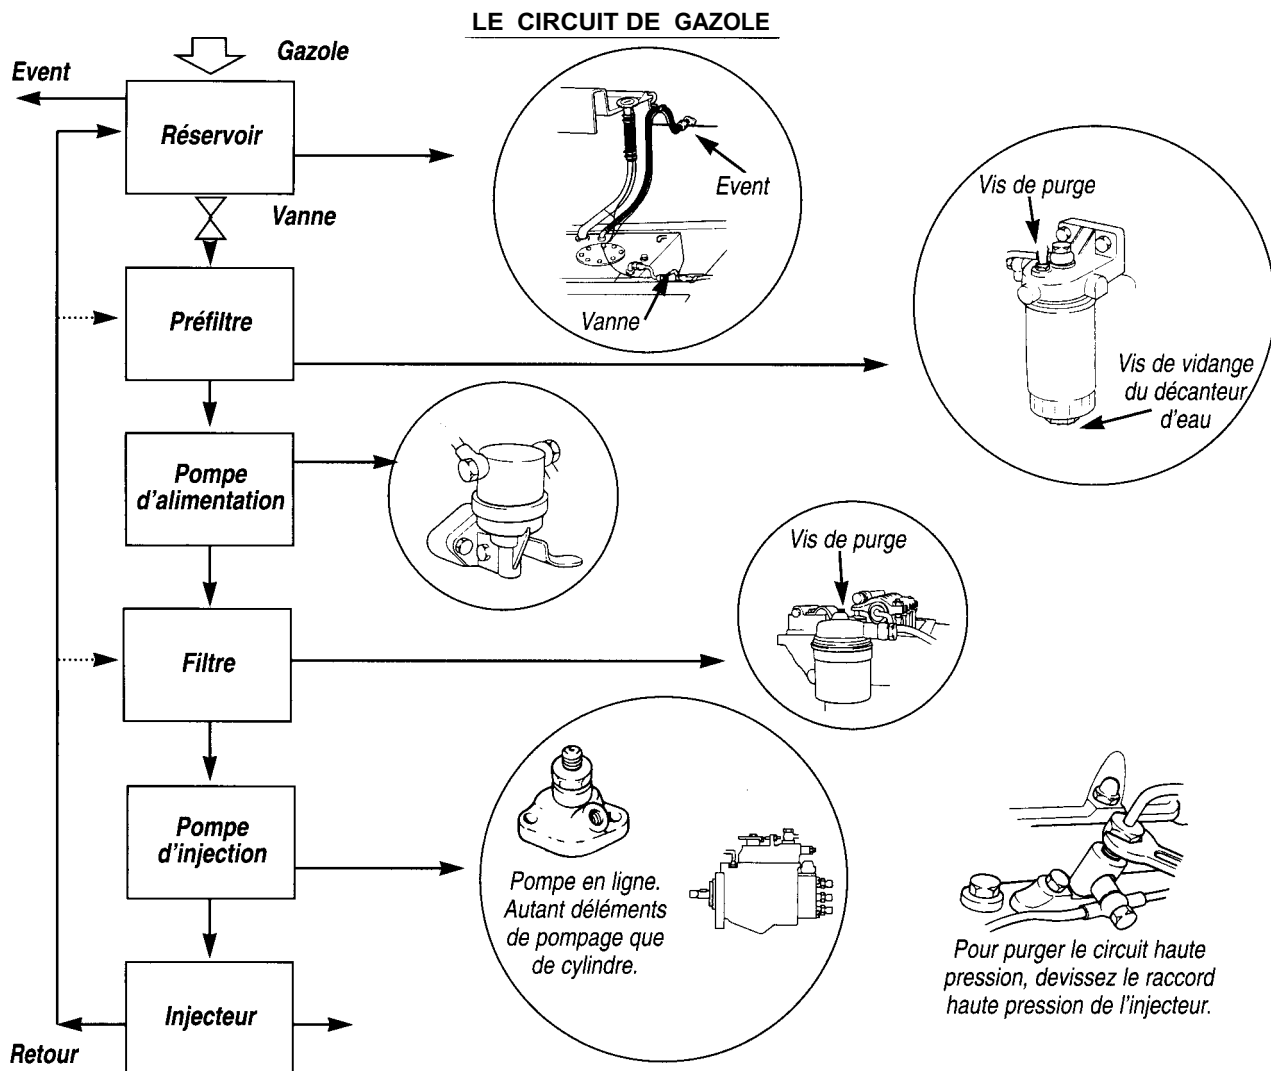 LE CIRCUIT DE GAZOLE
Gazole
Event
Réservoir
Vanne
Event
Vanne
Préfiltre
Vis de purge
Vis de vidange
du décanteur
d'eau
Pompe
d'alimentation
Filtre
Vis de purge
Pompe
d'injection
Pompe en ligne.
Autant déléments
de pompage que
de cylindre.
Injecteur
Retour
Pour purger le circuit haute
pression, devissez le raccord
haute pression de l'injecteur.